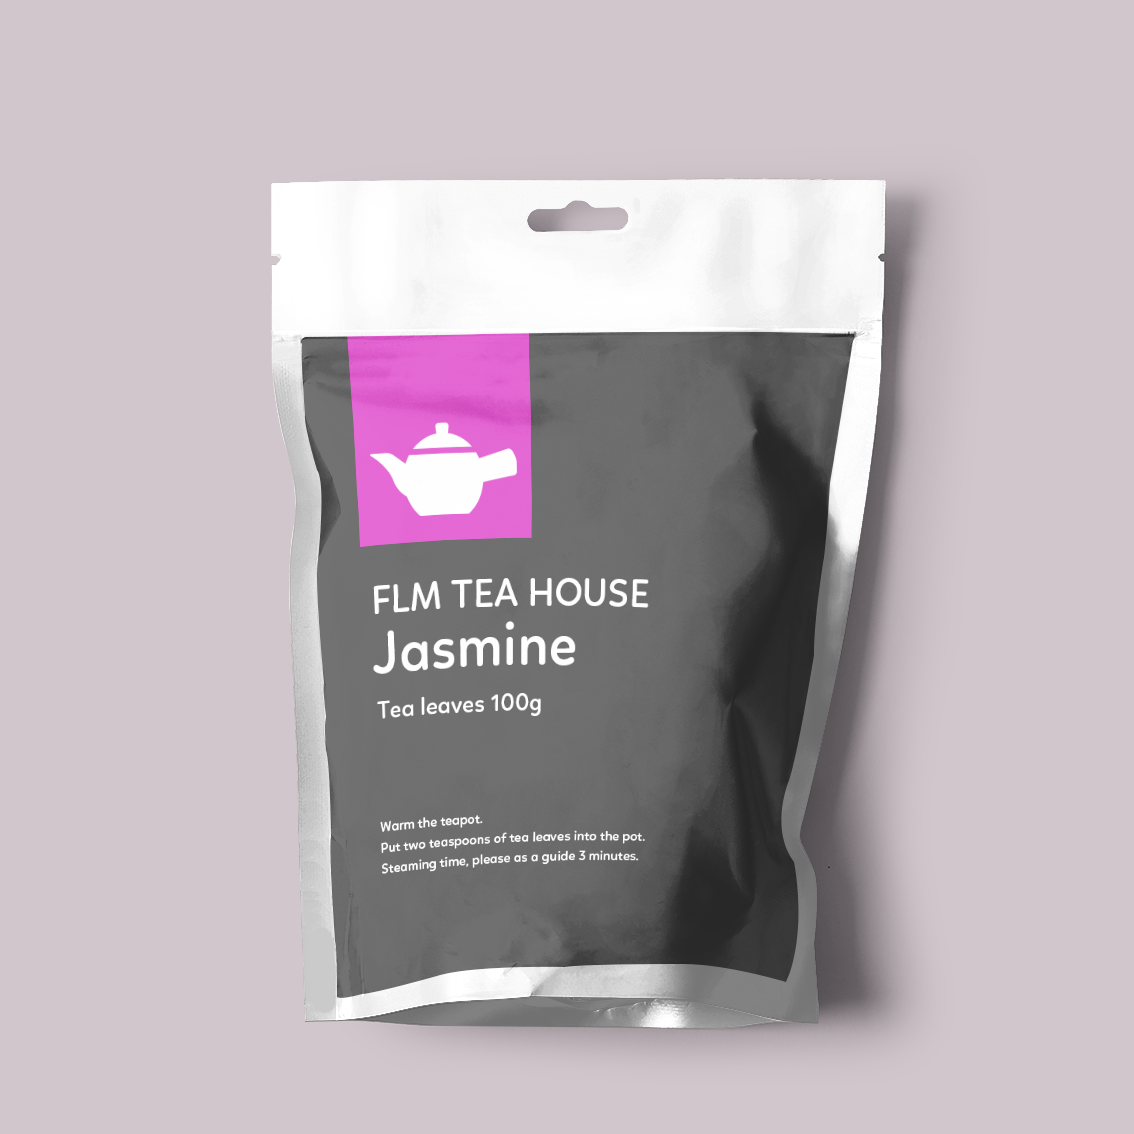 FLM TEA HOUSE
Jasmine
Tea leaves 100g
Warm the teapot.
Put two teaspoons of tea leaves into the pot.
Steaming time, please as a guide 3 minutes.